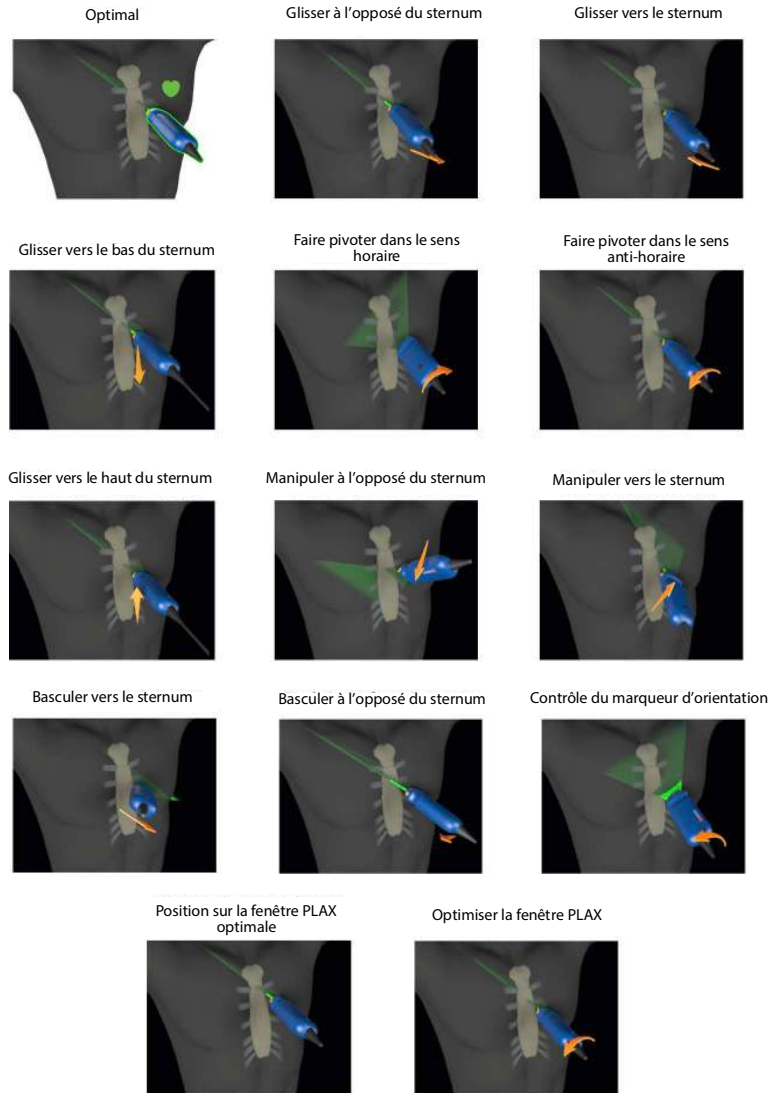 Optimal
Glisser à l'opposé du sternum
Glisser vers le sternum
Glisser vers le bas du sternum
Faire pivoter dans le sens
horaire
Faire pivoter dans le sens
anti-horaire
Glisser vers le haut du sternum
Manipuler à l'opposé du sternum
Manipuler vers le sternum
Basculer vers le sternum
Basculer à l'opposé du sternum
Contrôle du marqueur d'orientation
Position sur la fenêtre PLAX
optimale
Optimiser la fenêtre PLAX